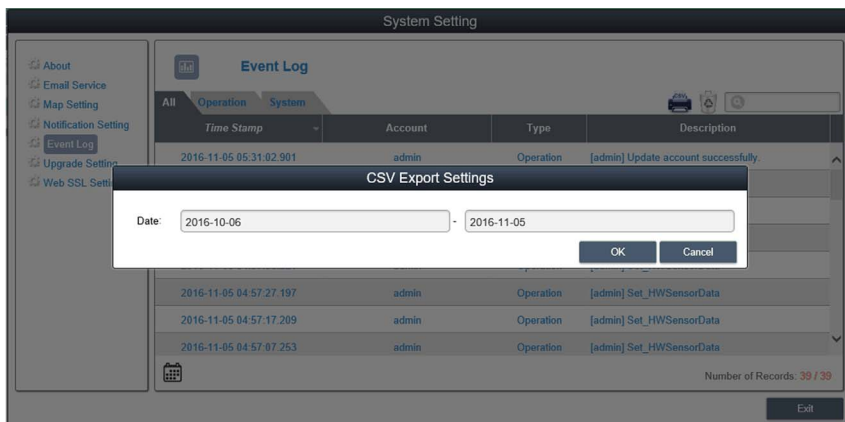 System Setting
About
Email Service
Map Setting
Notification Setting
Event Log
Upgrade Setting
Web SSL Setti
Event Log
All Operation System
CSV
Time Stamp Account Type Description
2016-11-05 05:31:02.901 admin Operation [admin] Update account successfully.
CSV Export Settings
Date: 2016-10-06 - 2016-11-05
OK Cancel
2016-11-05 04:57:27.197 admin Operation [admin] Set_HWSensorData
2016-11-05 04:57:17.209 admin Operation [admin] Set_HWSensorData
2016-11-05 04:57:07.253 admin Operation [admin] Set_HWSensorData
Number of Records: 39 / 39
Exit